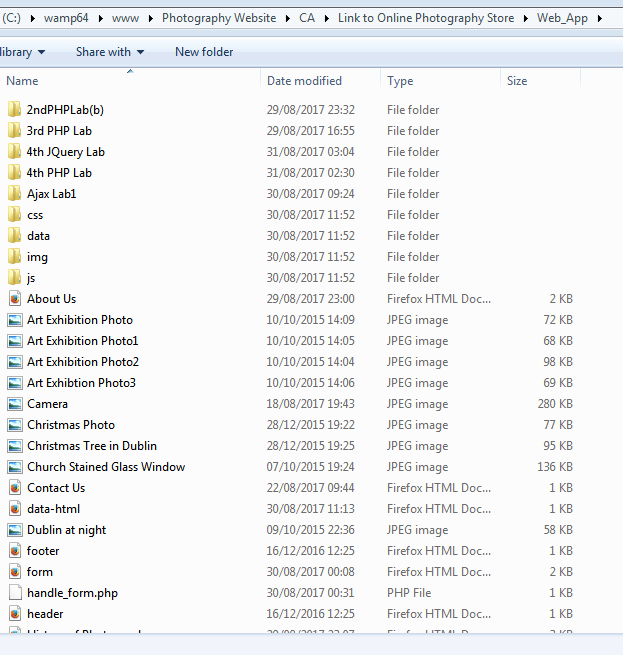 (C:) wamp64 www Photography Website CA Link to Online Photography Store Web_App
library Share with New folder
Name Date modified Type Size
2ndPHPLab(b) 29/08/2017 23:32 File folder
3rd PHP Lab 29/08/2017 16:55 File folder
4th JQuery Lab 31/08/2017 03:04 File folder
4th PHP Lab 31/08/2017 02:30 File folder
Ajax Lab1 30/08/2017 09:24 File folder
css 30/08/2017 11:52 File folder
data 30/08/2017 11:52 File folder
img 30/08/2017 11:52 File folder
js 30/08/2017 11:52 File folder
About Us 29/08/2017 23:00 Firefox HTML Doc... 2 KB
Art Exhibition Photo 10/10/2015 14:09 JPEG image 72 KB
Art Exhibition Photo1 10/10/2015 14:05 JPEG image 68 KB
Art Exhibition Photo2 10/10/2015 14:04 JPEG image 98 KB
Art Exhibtion Photo3 10/10/2015 14:06 JPEG image 69 KB
Camera 18/08/2017 19:43 JPEG image 280 KB
Christmas Photo 28/12/2015 19:22 JPEG image 77 KB
Christmas Tree in Dublin 28/12/2015 19:25 JPEG image 95 KB
Church Stained Glass Window 07/10/2015 19:24 JPEG image 136 KB
Contact Us 22/08/2017 09:44 Firefox HTML Doc... 1 KB
data-html 30/08/2017 11:13 Firefox HTML Doc... 1 KB
Dublin at night 09/10/2015 22:36 JPEG image 58 KB
footer 16/12/2016 12:25 Firefox HTML Doc... 1 KB
form 30/08/2017 00:08 Firefox HTML Doc... 2 KB
handle_form.php 30/08/2017 00:31 PHP File 1 KB
header 16/12/2016 12:25 Firefox HTML Doc... 1 KB